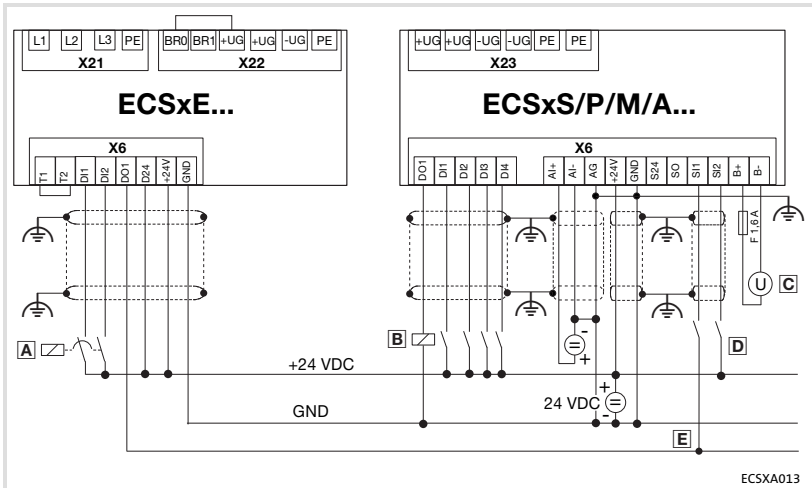 L1 L2 L3 PE BR0 BR1 +UG +UG -UG PE
X21 X22
ECSxE...
X6
T1 T2 DI1 DI2 DO1 D24 +24V GND
+UG +UG -UG -UG PE PE
X23
ECSxS/P/M/A...
X6
DO1 DI1 DI2 DI3 DI4 AI+ AI- AG +24V GND S24 SO SI1 SI2 B+ B-
F 1,6 A
U C
A
B
-
+
D
+24 VDC
24 VDC
+
=
-
GND
E
ECSXA013